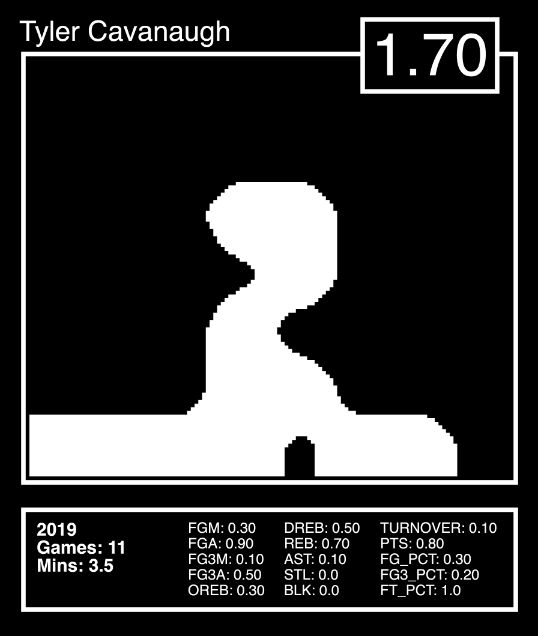 Tyler Cavanaugh
1.70
2019
Games: 11
Mins: 3.5
FGM: 0.30
FGA: 0.90
FG3M: 0.10
FG3A: 0.50
OREB: 0.30
DREB: 0.50
REB: 0.70
AST: 0.10
STL: 0.0
BLK: 0.0
TURNOVER: 0.10
PTS: 0.80
FG_PCT: 0.30
FG3_PCT: 0.20
FT_PCT: 1.0